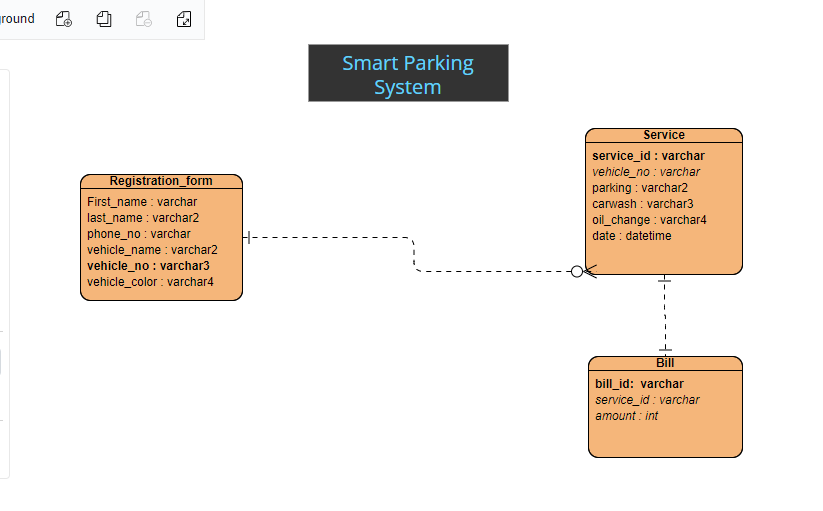 round
Smart Parking
System
Service
service_id : varchar
vehicle_no : varchar
parking : varchar2
carwash : varchar3
oil_change : varchar4
date : datetime
Registration_form
First_name : varchar
last_name : varchar2
phone_no : varchar
vehicle_name : varchar2
vehicle_no : varchar3
vehicle_color : varchar4
Bill
bill_id: varchar
service_id : varchar
amount : int